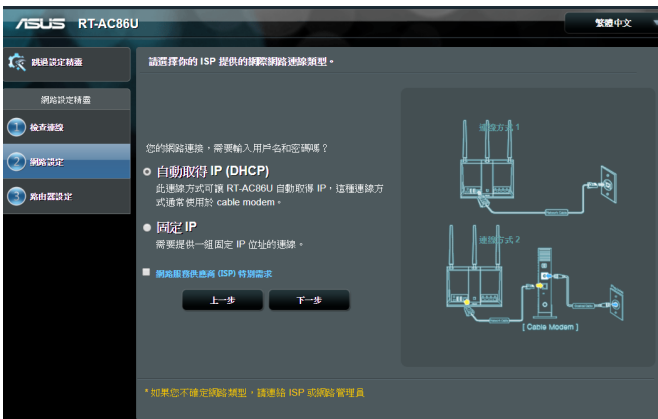 ASUS RT-AC86U
繁體中文
跳過設定精靈
網路設定精靈
1 檢查連線
2 網路設定
3 路由器設定
請選擇你的 ISP 提供的網際網路連線類型。
您的網路連接，需要輸入用戶名和密碼嗎？
自動取得 IP (DHCP)
此連線方式可讓 RT-AC86U 自動取得 IP，這種連線方
式通常使用於 cable modem。
固定 IP
需要提供一組固定 IP 位址的連線。
網路服務供應商 (ISP) 特別需求
上一步
下一步
連線方式 1
Network Cable
連線方式 2
[ Cable Modem ]
*如果您不確定網路類型，請連絡 ISP 或網路管理員